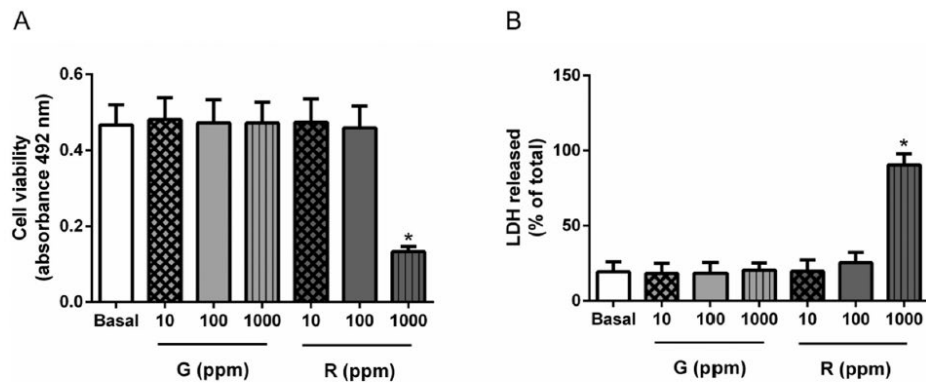 A
Cell viability
(absorbance 492 nm)
0.6
0.4
0.2
0.0
*
Basal 10 100 1000 10 100 1000
G (ppm) R (ppm)
B
LDH released
(% of total)
150
100
50
0
*
Basal 10 100 1000 10 100 1000
G (ppm) R (ppm)